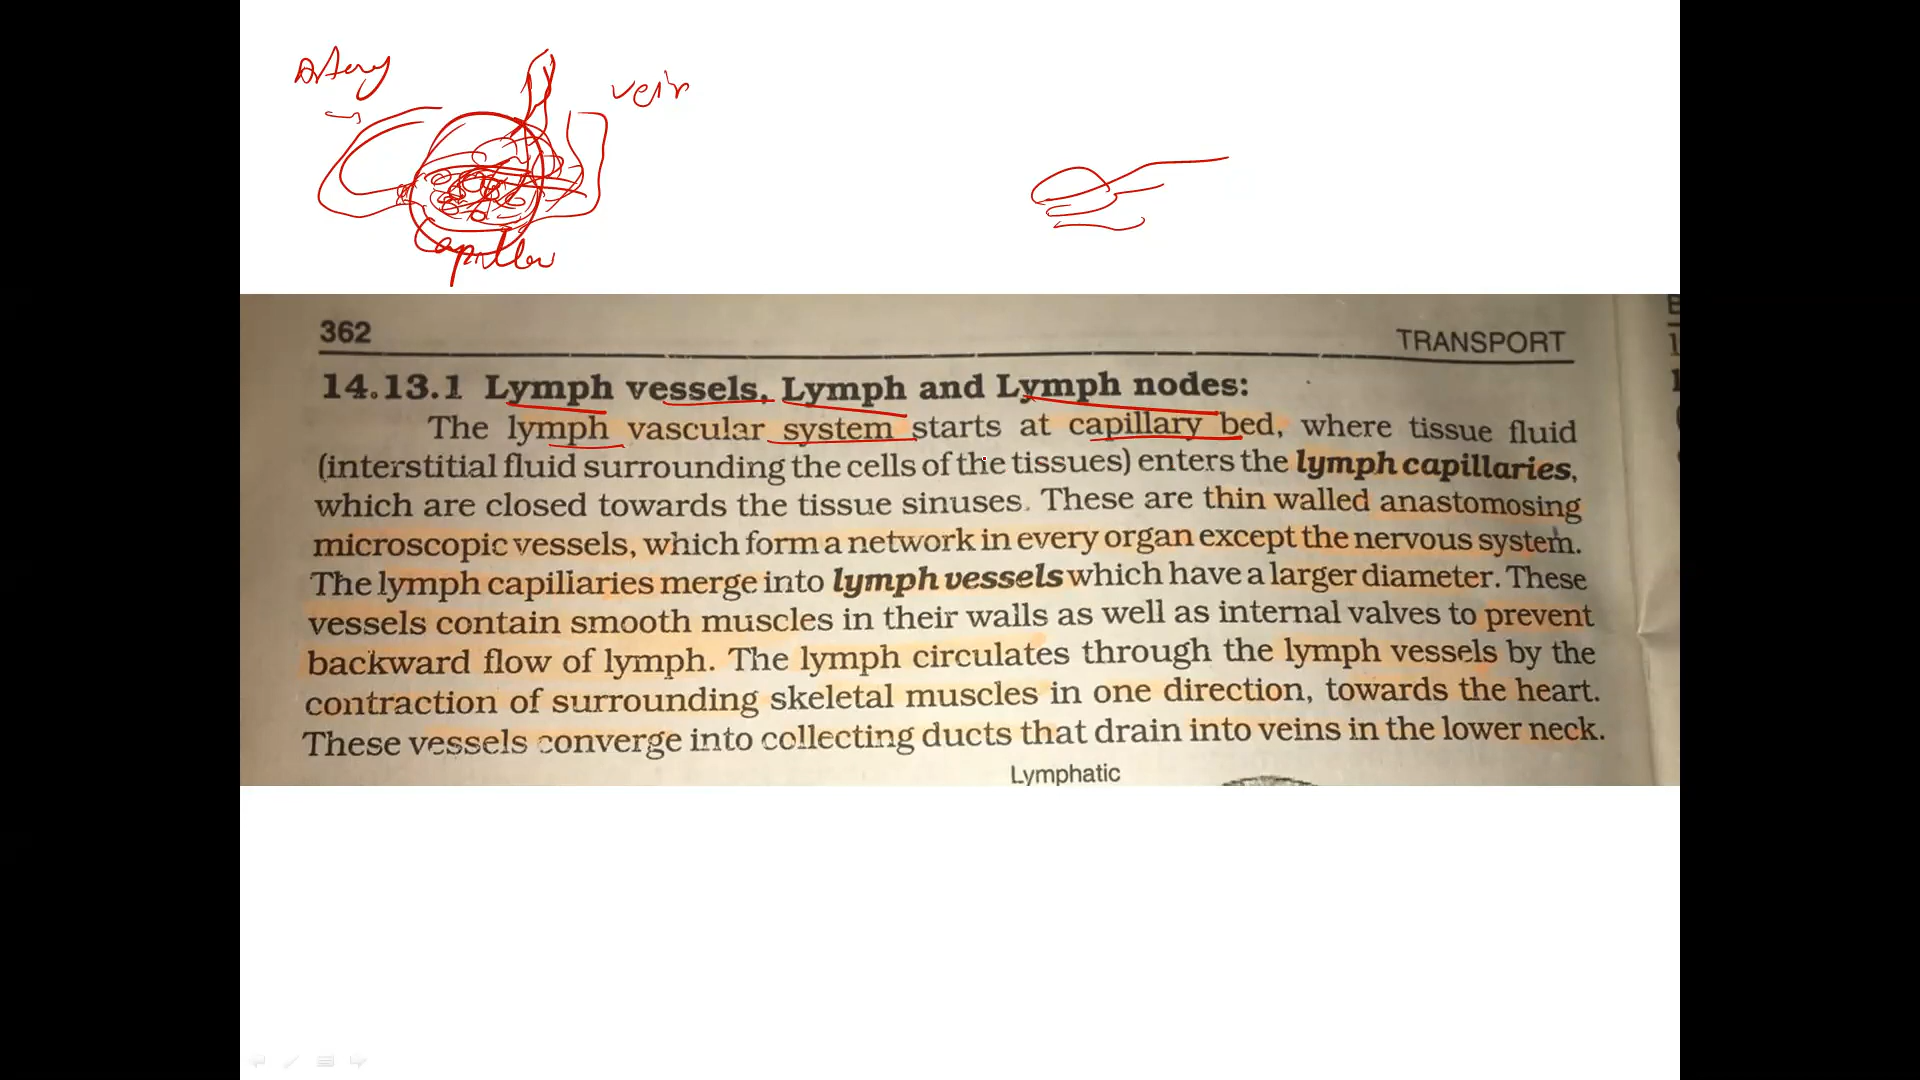 Artery
vein
Capillar
362
TRANSPORT
14.13.1 Lymph vessels, Lymph and Lymph nodes:
The lymph vascular system starts at capillary bed, where tissue fluid
(interstitial fluid surrounding the cells of the tissues) enters the lymph capillaries,
which are closed towards the tissue sinuses. These are thin walled anastomosing
microscopic vessels, which form a network in every organ except the nervous system.
The lymph capillaries merge into lymph vessels which have a larger diameter. These
vessels contain smooth muscles in their walls as well as internal valves to prevent
backward flow of lymph. The lymph circulates through the lymph vessels by the
contraction of surrounding skeletal muscles in one direction, towards the heart.
These vessels converge into collecting ducts that drain into veins in the lower neck.
Lymphatic